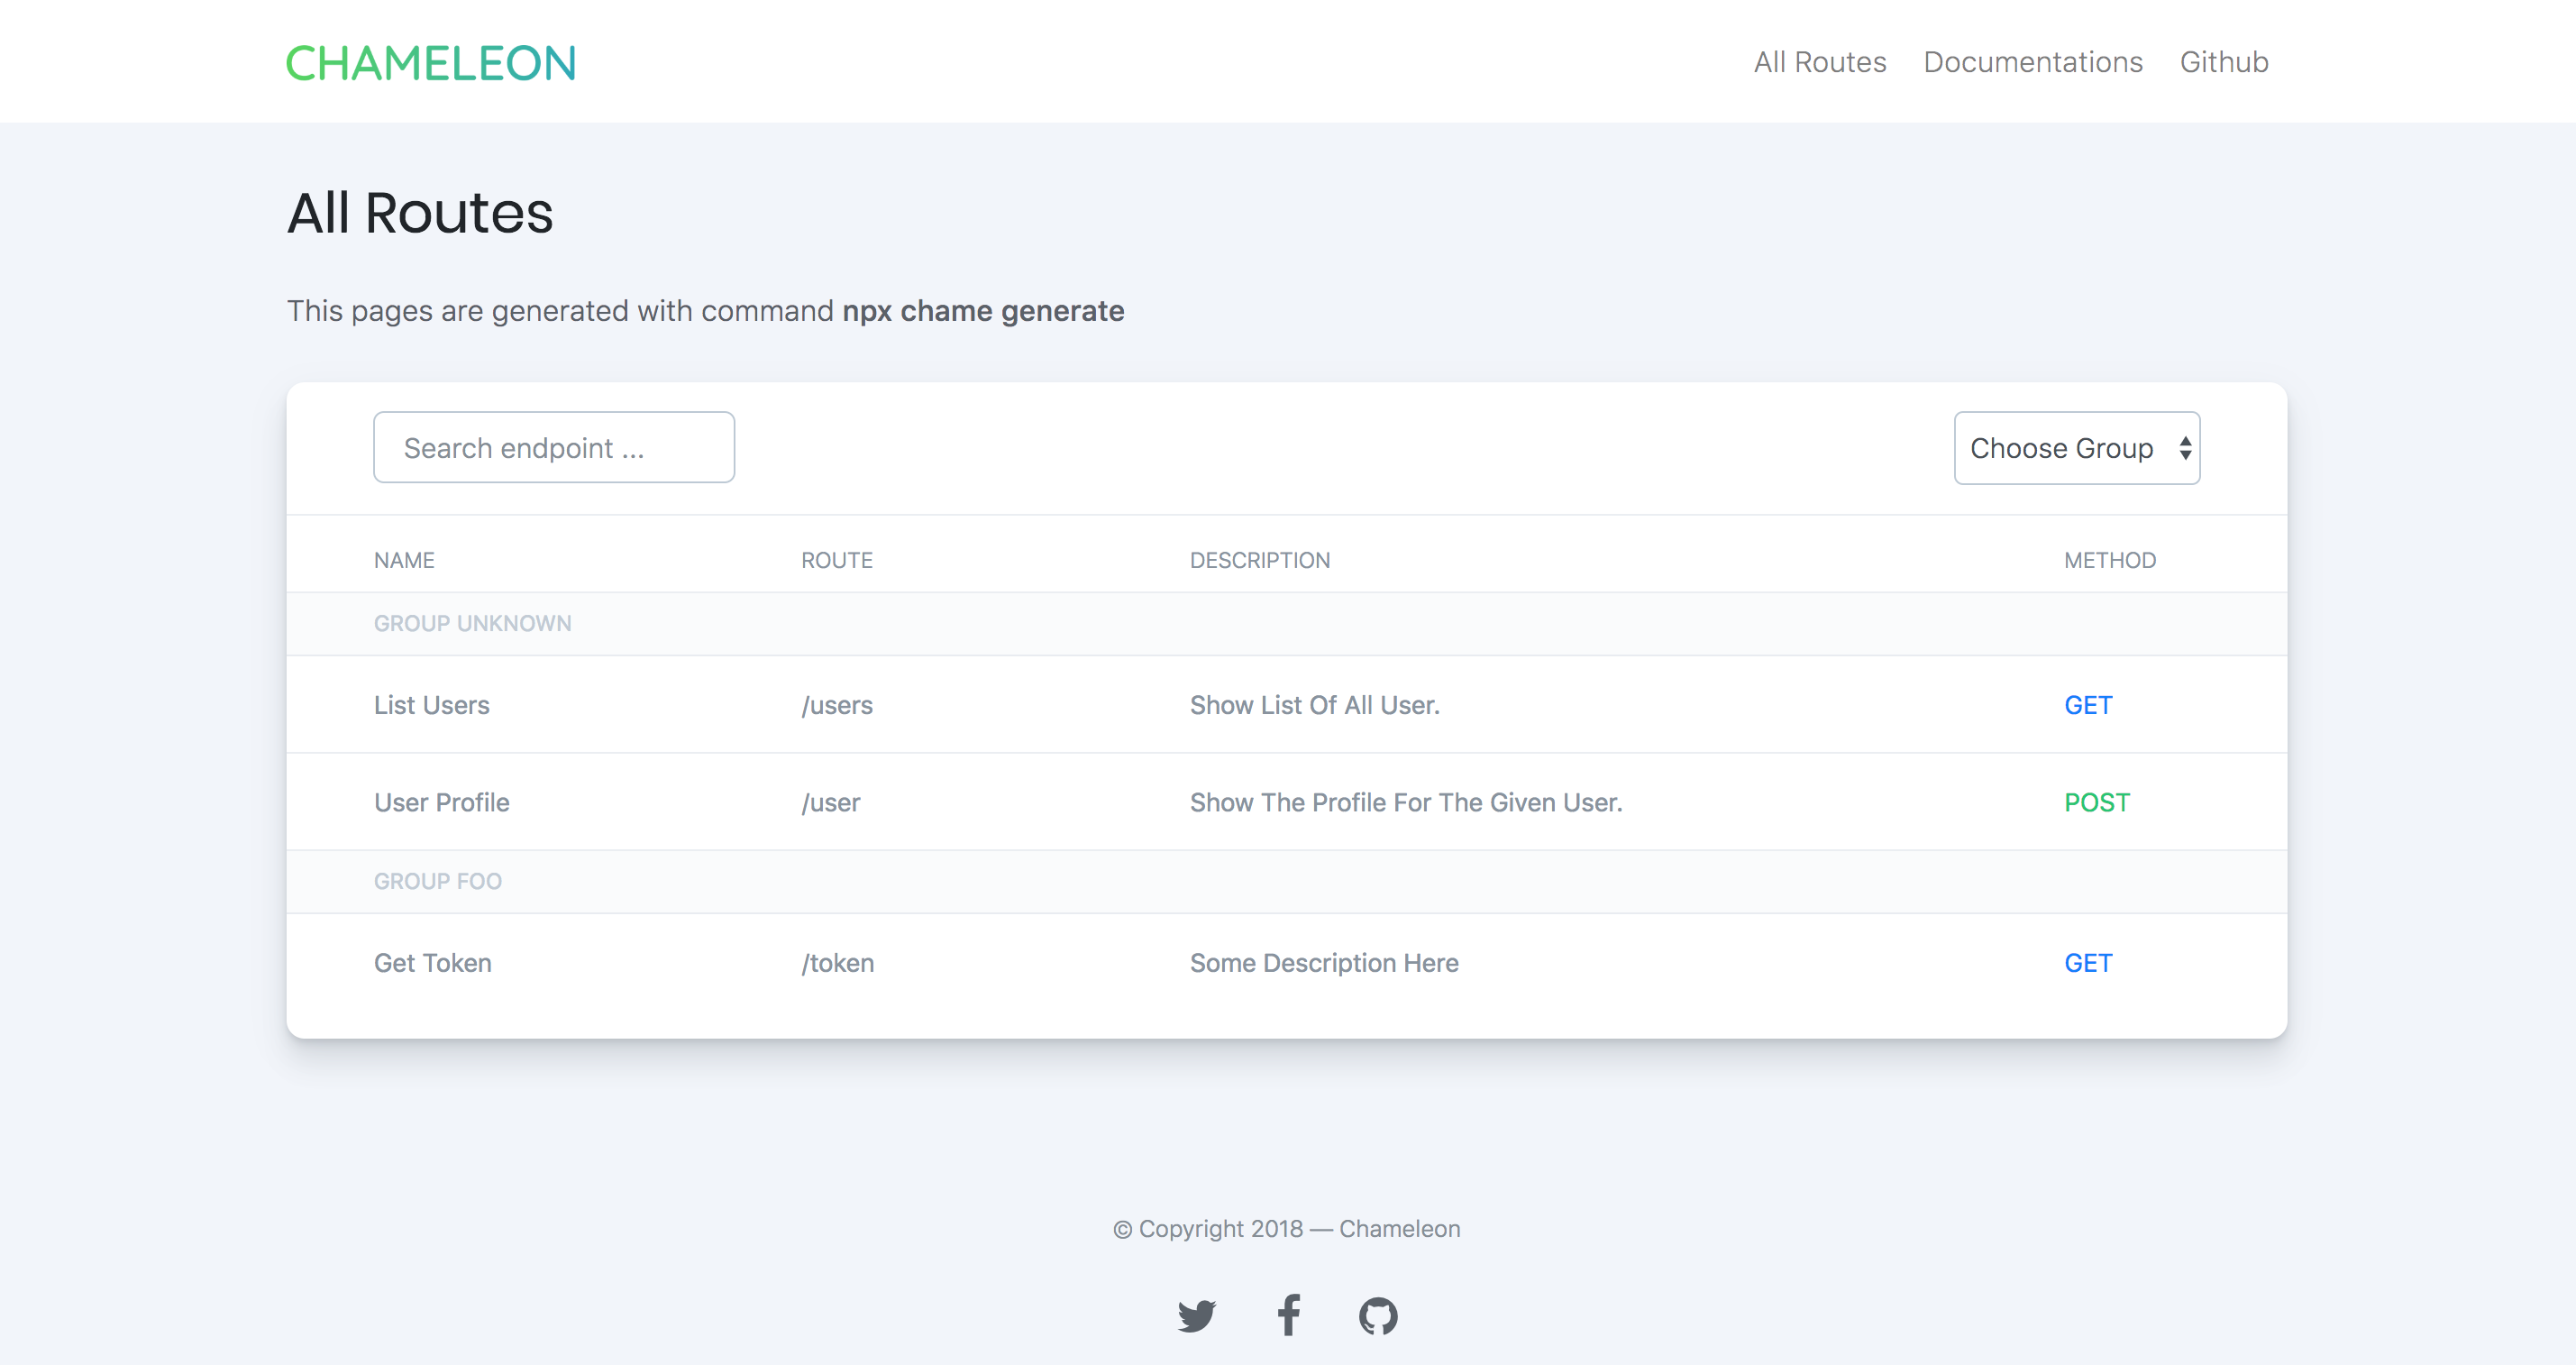 CHAMELEON
All Routes Documentations Github
All Routes
This pages are generated with command npx chame generate
Search endpoint ...
Choose Group
NAME ROUTE DESCRIPTION METHOD
GROUP UNKNOWN
List Users /users Show List Of All User. GET
User Profile /user Show The Profile For The Given User. POST
GROUP FOO
Get Token /token Some Description Here GET
© Copyright 2018 — Chameleon